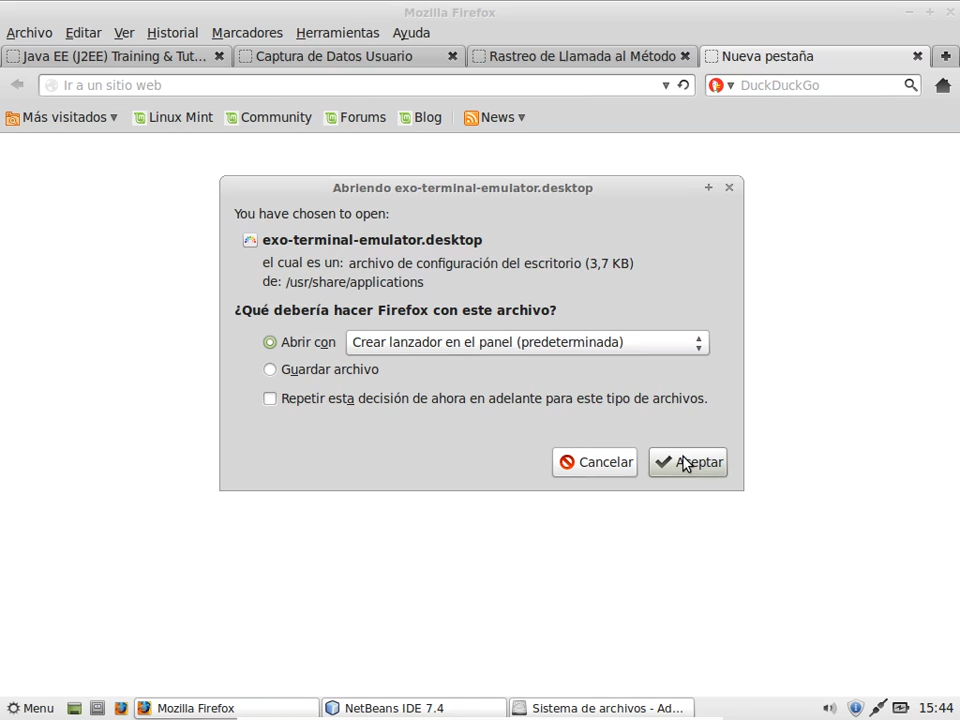 Mozilla Firefox
Archivo Editar Ver Historial Marcadores Herramientas Ayuda
Java EE (J2EE) Training & Tut... Captura de Datos Usuario Rastreo de Llamada al Método Nueva pestaña
Ir a un sitio web DuckDuckGo
Más visitados Linux Mint Community Forums Blog News
Abriendo exo-terminal-emulator.desktop
You have chosen to open:
exo-terminal-emulator.desktop
el cual es un: archivo de configuración del escritorio (3,7 KB)
de: /usr/share/applications
¿Qué debería hacer Firefox con este archivo?
Abrir con Crear lanzador en el panel (predeterminada)
Guardar archivo
Repetir esta decisión de ahora en adelante para este tipo de archivos.
Cancelar Aceptar
Menu Mozilla Firefox NetBeans IDE 7.4 Sistema de archivos - Ad... 15:44